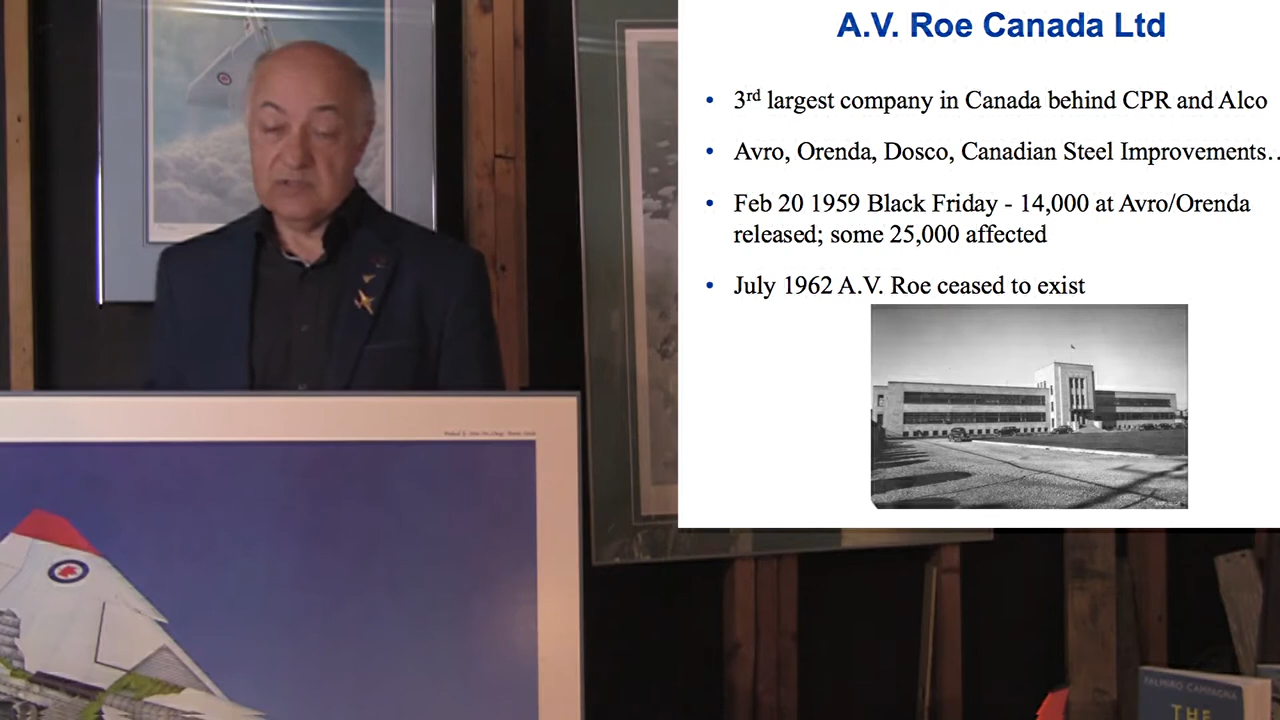 A.V. Roe Canada Ltd
• 3rd largest company in Canada behind CPR and Alco
• Avro, Orenda, Dosco, Canadian Steel Improvements..
• Feb 20 1959 Black Friday - 14,000 at Avro/Orenda
released; some 25,000 affected
• July 1962 A.V. Roe ceased to exist
PALMIRO CAMPAGNA
THE